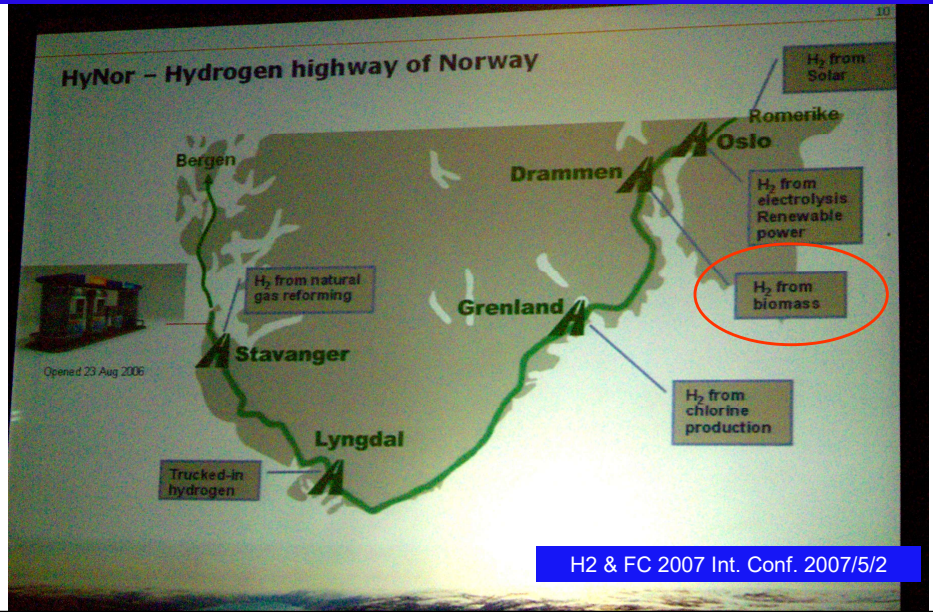 10
HyNor – Hydrogen highway of Norway
H₂ from
Solar
Romerike
Oslo
Bergen
Drammen
H₂ from
electrolysis
Renewable
power
H₂ from natural
gas reforming
H₂ from
biomass
Grenland
Stavanger
Opened 23 Aug 2006
H₂ from
chlorine
production
Lyngdal
Trucked-in
hydrogen
H2 & FC 2007 Int. Conf. 2007/5/2